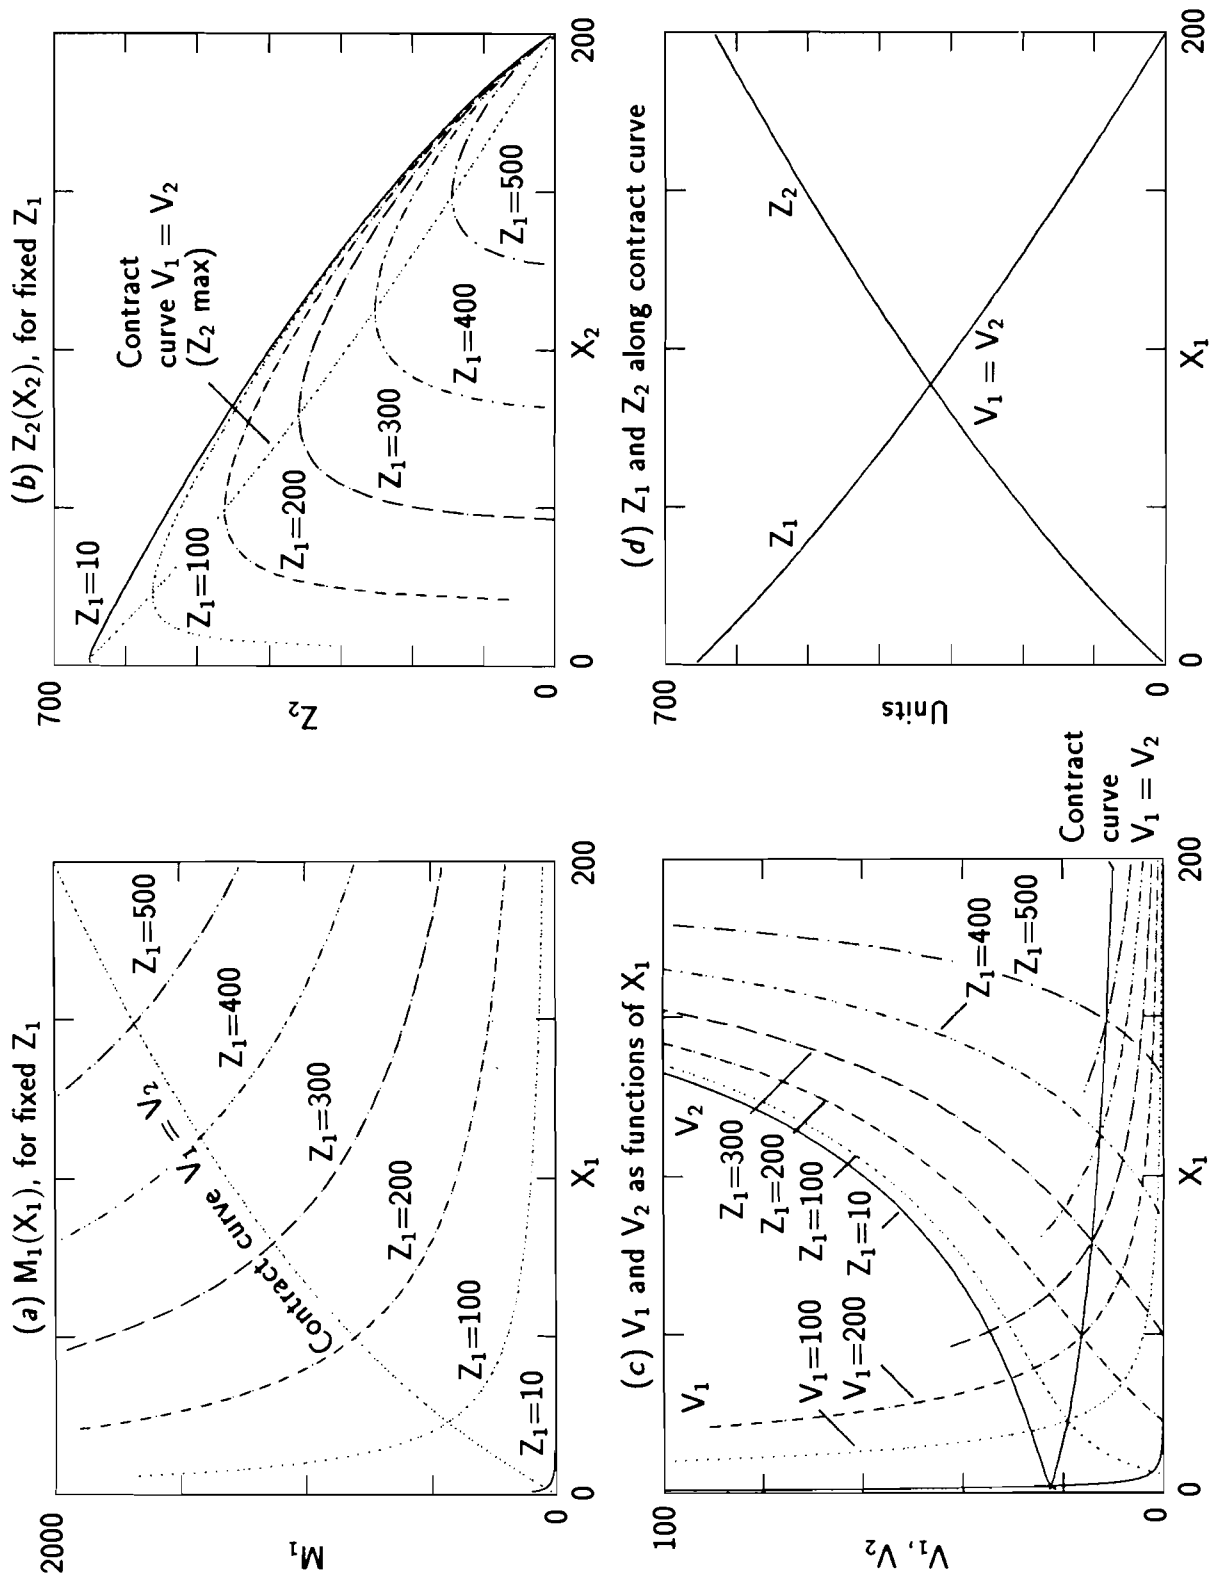 (a) M₁(X₁), for fixed Z₁
2000
M₁
0
0
X₁
200
Z₁=10
Z₁=100
Z₁=200
Z₁=300
Z₁=400
Z₁=500
Contract curve V₁ = V₂
(b) Z₂(X₂), for fixed Z₁
700
Z₂
0
0
X₂
200
Z₁=10
Z₁=100
Z₁=200
Z₁=300
Z₁=400
Z₁=500
Contract
curve V₁ = V₂
(Z₂ max)
(c) V₁ and V₂ as functions of X₁
100
V₁, V₂
0
0
X₁
200
V₁
V₁=100
V₁=200
V₂
Z₁=300
Z₁=200
Z₁=100
Z₁=10
Z₁=400
Z₁=500
Contract
curve
V₁ = V₂
(d) Z₁ and Z₂ along contract curve
700
Units
0
0
X₁
200
Z₁
Z₂
V₁ = V₂